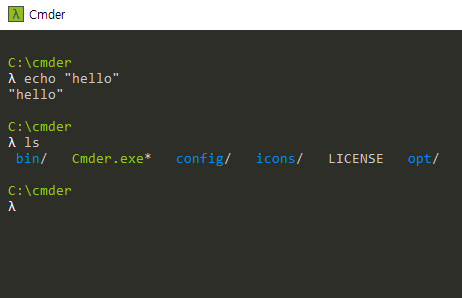 λ Cmder
C:\cmder
λ echo "hello"
"hello"
C:\cmder
λ ls
bin/ Cmder.exe* config/ icons/ LICENSE opt/
C:\cmder
λ